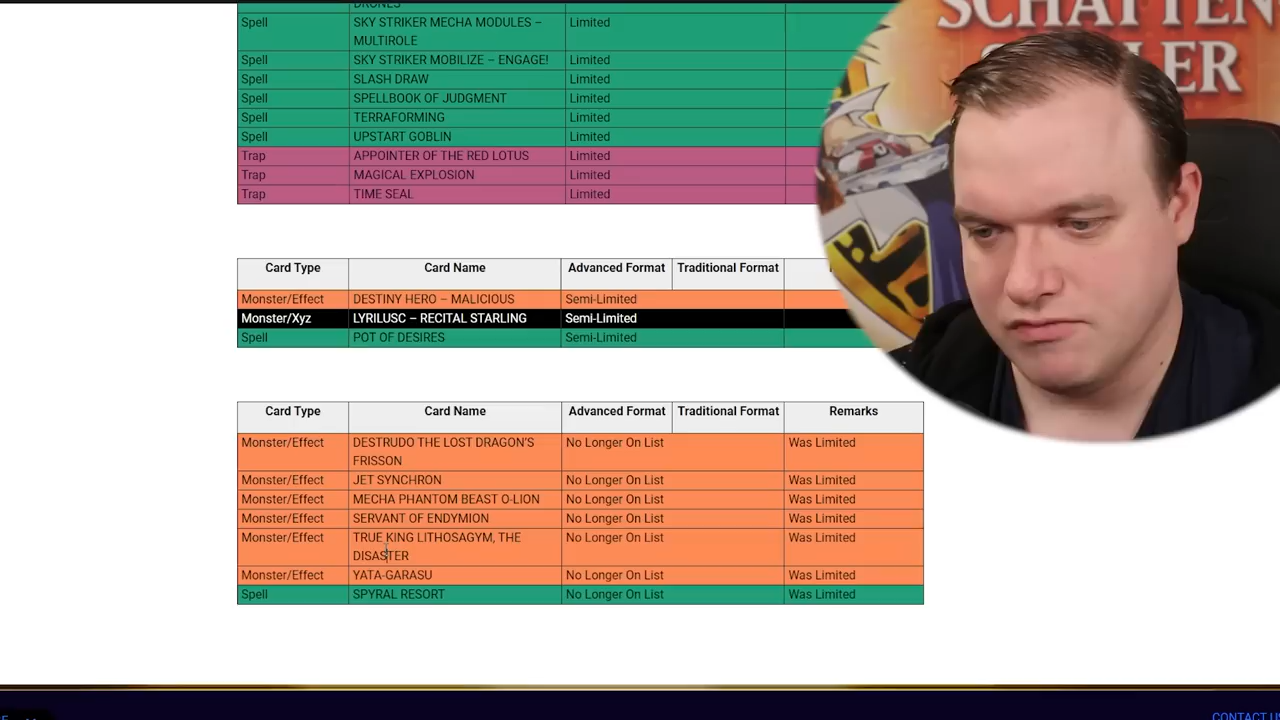 DRONES
Spell SKY STRIKER MECHA MODULES – Limited
MULTIROLE
Spell SKY STRIKER MOBILIZE – ENGAGE! Limited
Spell SLASH DRAW Limited
Spell SPELLBOOK OF JUDGMENT Limited
Spell TERRAFORMING Limited
Spell UPSTART GOBLIN Limited
Trap APPOINTER OF THE RED LOTUS Limited
Trap MAGICAL EXPLOSION Limited
Trap TIME SEAL Limited
SCHATTEN
Card Type Card Name Advanced Format Traditional Format
Monster/Effect DESTINY HERO – MALICIOUS Semi-Limited
Monster/Xyz LYRILUSC – RECITAL STARLING Semi-Limited
Spell POT OF DESIRES Semi-Limited
Card Type Card Name Advanced Format Traditional Format Remarks
Monster/Effect DESTRUDO THE LOST DRAGON'S No Longer On List Was Limited
FRISSON
Monster/Effect JET SYNCHRON No Longer On List Was Limited
Monster/Effect MECHA PHANTOM BEAST O-LION No Longer On List Was Limited
Monster/Effect SERVANT OF ENDYMION No Longer On List Was Limited
Monster/Effect TRUE KING LITHOSAGYM, THE No Longer On List Was Limited
DISASTER
Monster/Effect YATA-GARASU No Longer On List Was Limited
Spell SPYRAL RESORT No Longer On List Was Limited
CONTACT U